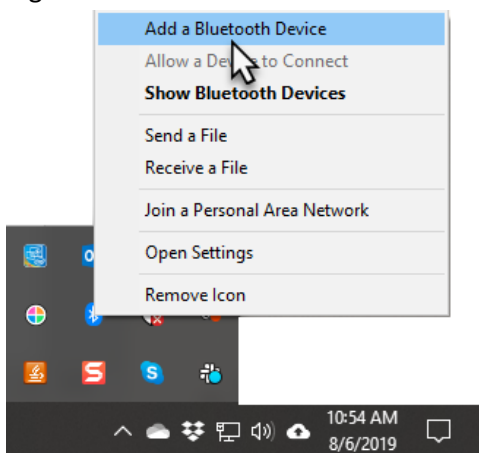 Add a Bluetooth Device
Allow a Device to Connect
Show Bluetooth Devices
Send a File
Receive a File
Join a Personal Area Network
Open Settings
Remove Icon
10:54 AM
8/6/2019